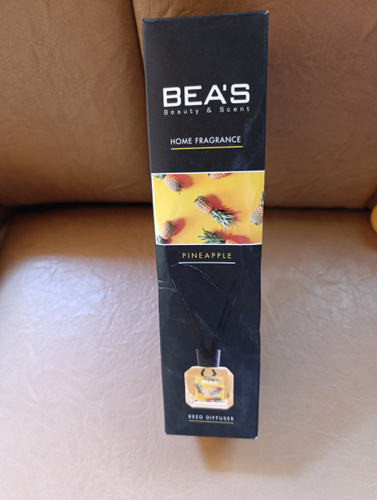 BEA'S
Beauty & Scent
HOME FRAGRANCE
PINEAPPLE
REED DIFFUSER